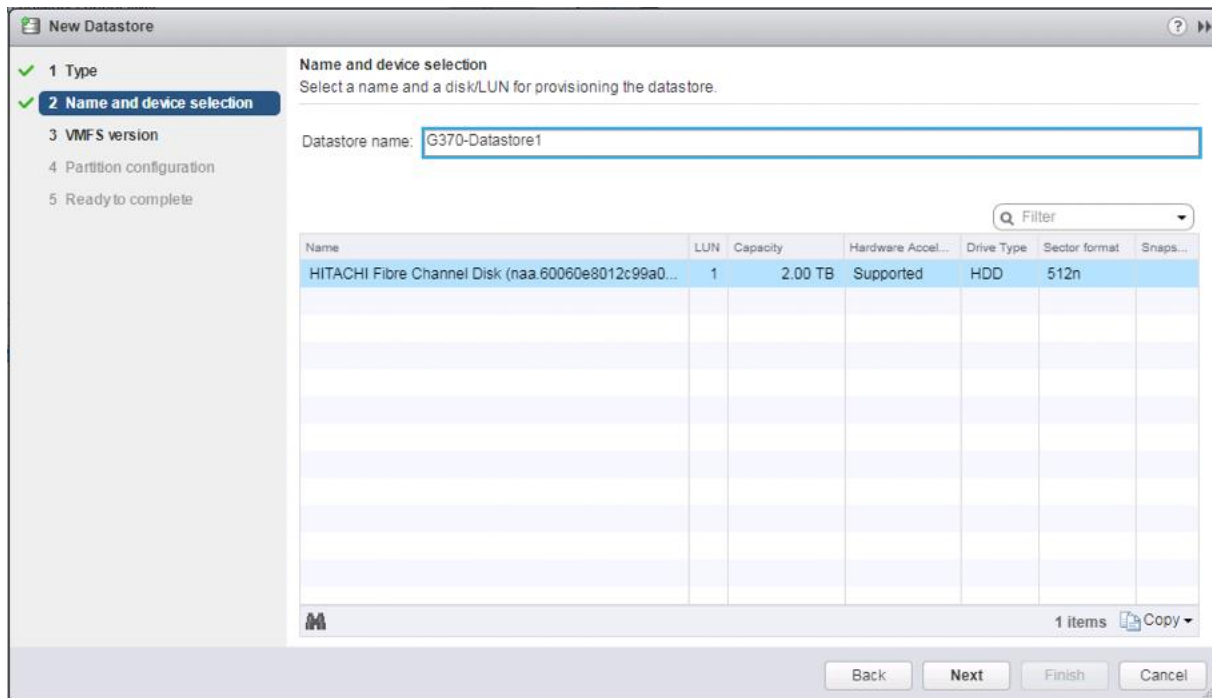 New Datastore
1 Type
2 Name and device selection
3 VMFS version
4 Partition configuration
5 Ready to complete
Name and device selection
Select a name and a disk/LUN for provisioning the datastore.
Datastore name: G370-Datastore1
Filter
Name LUN Capacity Hardware Accel... Drive Type Sector format Snaps...
HITACHI Fibre Channel Disk (naa.60060e8012c99a0... 1 2.00 TB Supported HDD 512n
1 items Copy
Back Next Finish Cancel